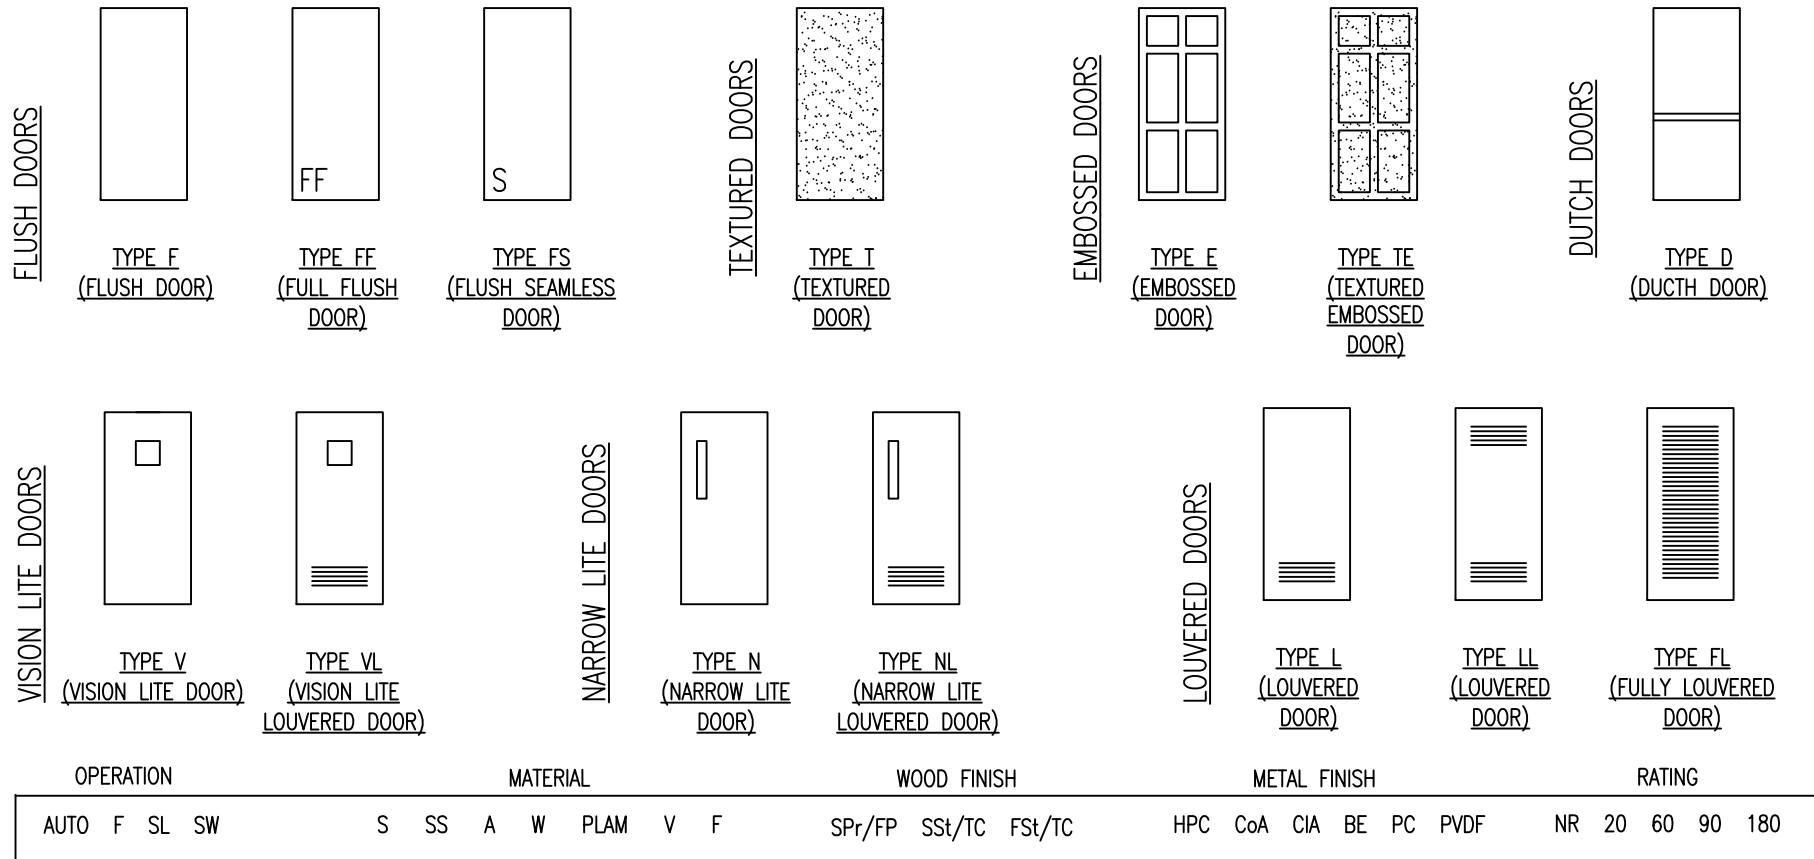 FLUSH DOORS
FF
S
TYPE F
(FLUSH DOOR)
TYPE FF
(FULL FLUSH
DOOR)
TYPE FS
(FLUSH SEAMLESS
DOOR)
TEXTURED DOORS
TYPE T
(TEXTURED
DOOR)
EMBOSSED DOORS
TYPE E
(EMBOSSED
DOOR)
TYPE TE
(TEXTURED
EMBOSSED
DOOR)
DUTCH DOORS
TYPE D
(DUCTH DOOR)
VISION LITE DOORS
TYPE V
(VISION LITE DOOR)
TYPE VL
(VISION LITE
LOUVERED DOOR)
NARROW LITE DOORS
TYPE N
(NARROW LITE
DOOR)
TYPE NL
(NARROW LITE
LOUVERED DOOR)
LOUVERED DOORS
TYPE L
(LOUVERED
DOOR)
TYPE LL
(LOUVERED
DOOR)
TYPE FL
(FULLY LOUVERED
DOOR)
OPERATION MATERIAL WOOD FINISH METAL FINISH RATING
AUTO F SL SW S SS A W PLAM V F SPr/FP SSt/TC FSt/TC HPC CoA ClA BE PC PVDF NR 20 60 90 180